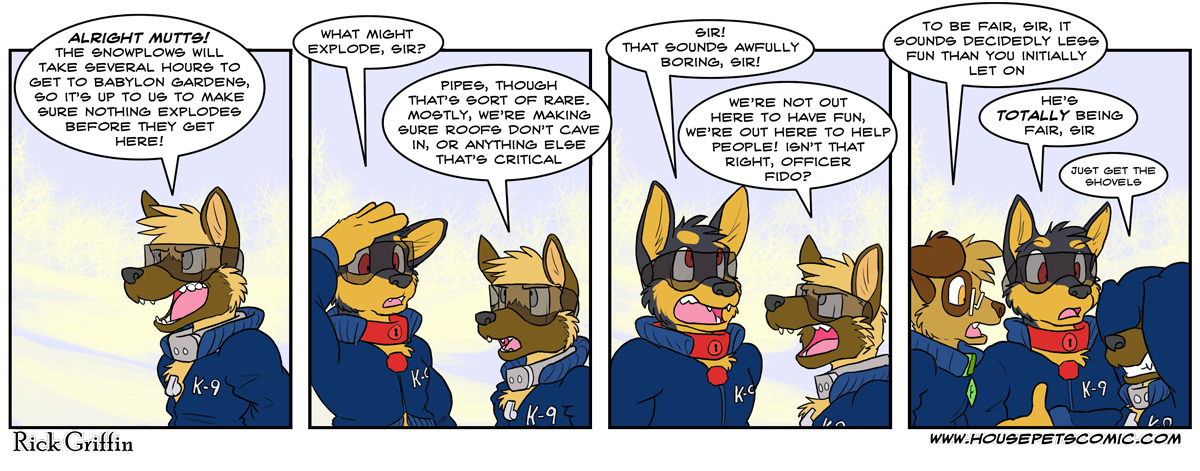 ALRIGHT MUTTS!
THE SNOWPLOWS WILL
TAKE SEVERAL HOURS TO
GET TO BABYLON GARDENS,
SO IT'S UP TO US TO MAKE
SURE NOTHING EXPLODES
BEFORE THEY GET
HERE!
K-9
WHAT MIGHT
EXPLODE, SIR?
PIPES, THOUGH
THAT'S SORT OF RARE.
MOSTLY, WE'RE MAKING
SURE ROOFS DON'T CAVE
IN, OR ANYTHING ELSE
THAT'S CRITICAL
K-9
K-9
SIR!
THAT SOUNDS AWFULLY
BORING, SIR!
WE'RE NOT OUT
HERE TO HAVE FUN,
WE'RE OUT HERE TO HELP
PEOPLE! ISN'T THAT
RIGHT, OFFICER
FIDO?
K-9
K-9
TO BE FAIR, SIR, IT
SOUNDS DECIDEDLY LESS
FUN THAN YOU INITIALLY
LET ON
HE'S
TOTALLY BEING
FAIR, SIR
JUST GET THE
SHOVELS
K-9
K-9
Rick Griffin
WWW.HOUSEPETSCOMIC.COM